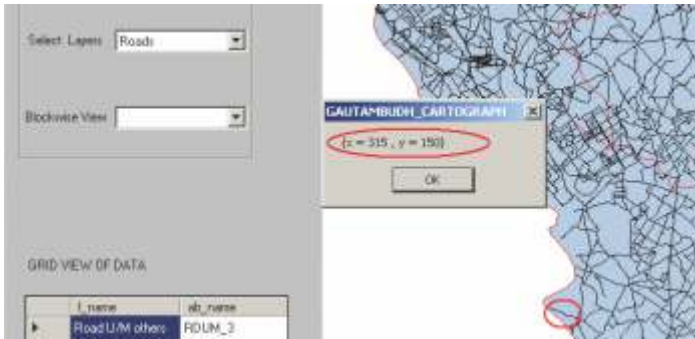 Select Layers Roads
Blockwise View
GAUTAMBUDH_CARTOGRAPH
(x = 315 , y = 150)
OK
GRID VIEW OF DATA
f_name ab_name
Road U/M others RDUM_3